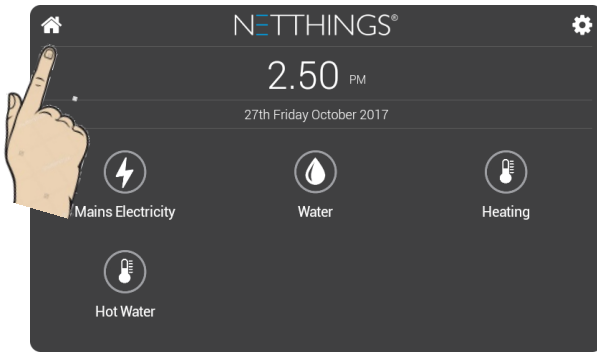 NETTHINGS®
2.50 PM
27th Friday October 2017
Mains Electricity
Water
Heating
Hot Water